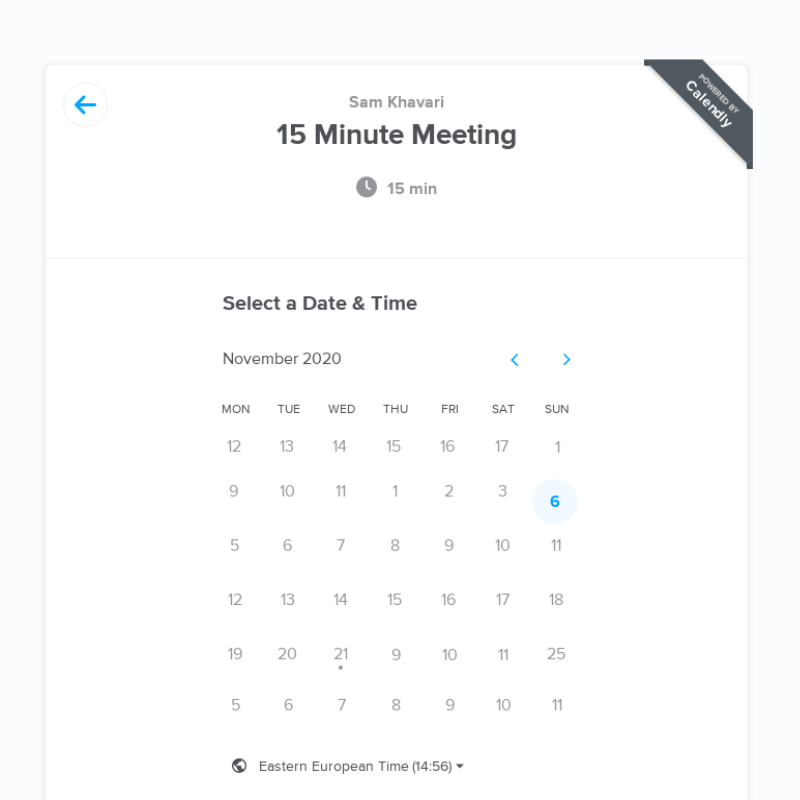 Sam Khavari
15 Minute Meeting
15 min
POWERED BY
Calendly
Select a Date & Time
November 2020
MON TUE WED THU FRI SAT SUN
12 13 14 15 16 17 1
9 10 11 1 2 3 6
5 6 7 8 9 10 11
12 13 14 15 16 17 18
19 20 21 9 10 11 25
5 6 7 8 9 10 11
Eastern European Time (14:56)